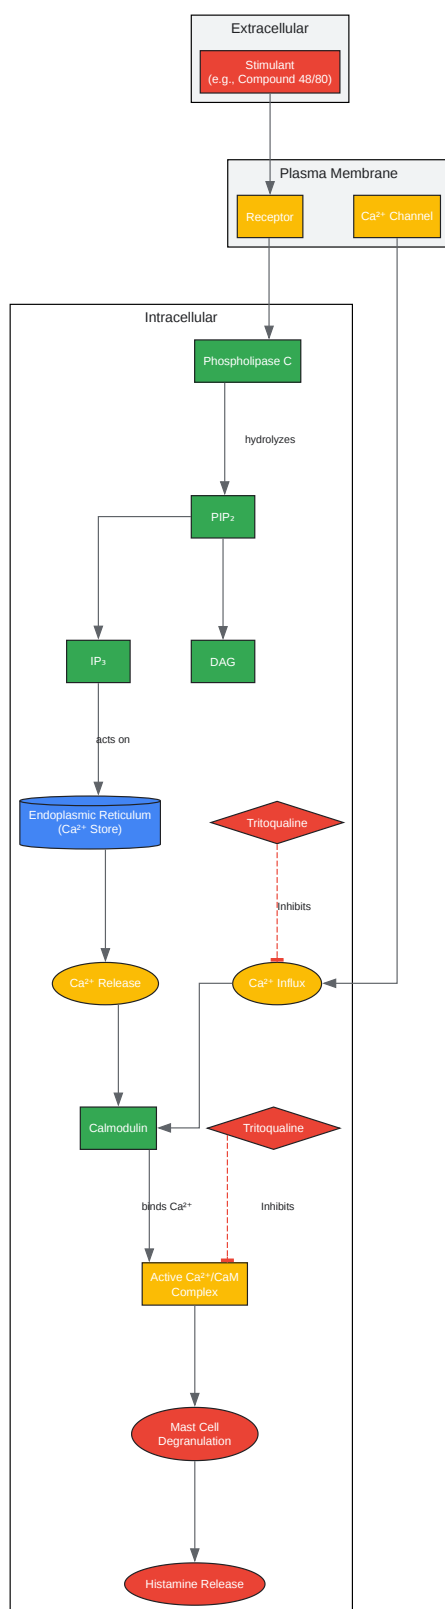 Extracellular
Stimulant
(e.g., Compound 48/80)
Plasma Membrane
Receptor
Ca²⁺ Channel
Intracellular
Phospholipase C
hydrolyzes
PIP₂
IP₃
DAG
acts on
Endoplasmic Reticulum
(Ca²⁺ Store)
Tritoqualine
Inhibits
Ca²⁺ Release
Ca²⁺ Influx
Calmodulin
Tritoqualine
binds Ca²⁺
Inhibits
Active Ca²⁺/CaM
Complex
Mast Cell
Degranulation
Histamine Release